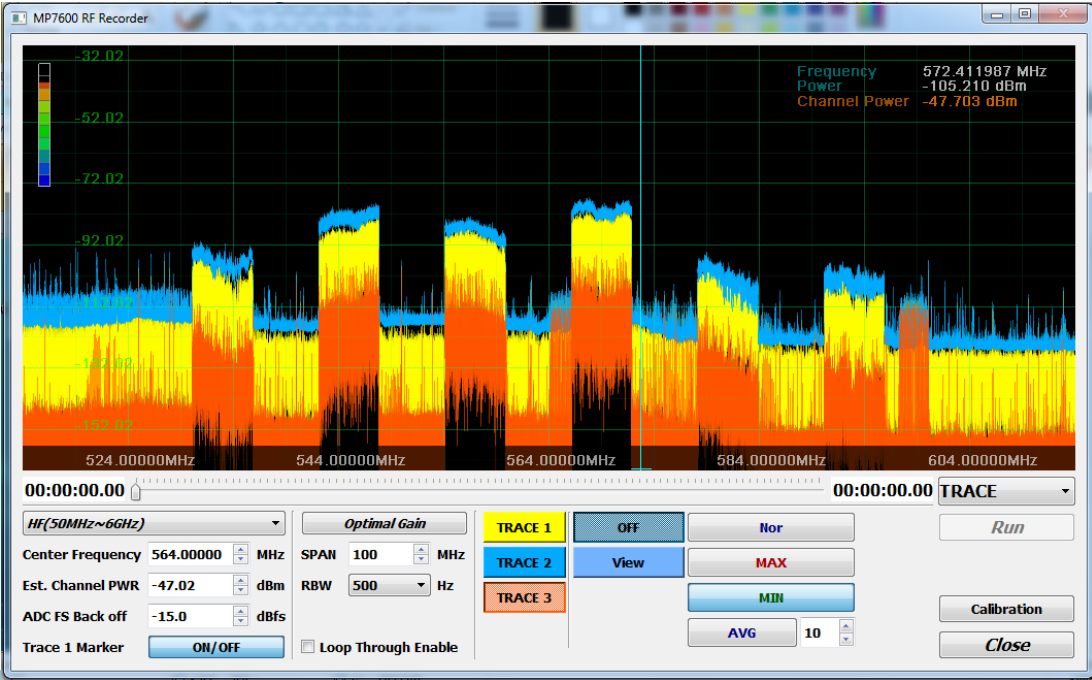 MP7600 RF Recorder
-32.02
Frequency 572.411987 MHz
Power -105.210 dBm
Channel Power -47.703 dBm
-52.02
-72.02
-92.02
-112.02
-132.02
-152.02
524.00000MHz 544.00000MHz 564.00000MHz 584.00000MHz 604.00000MHz
00:00:00.00 00:00:00.00 TRACE
HF(50MHz~6GHz) Optimal Gain TRACE 1 OFF Nor Run
Center Frequency 564.00000 MHz SPAN 100 MHz TRACE 2 View MAX
Est. Channel PWR -47.02 dBm RBW 500 Hz TRACE 3 MIN
ADC FS Back off -15.0 dBfs AVG 10 Calibration
Trace 1 Marker ON/OFF Loop Through Enable Close